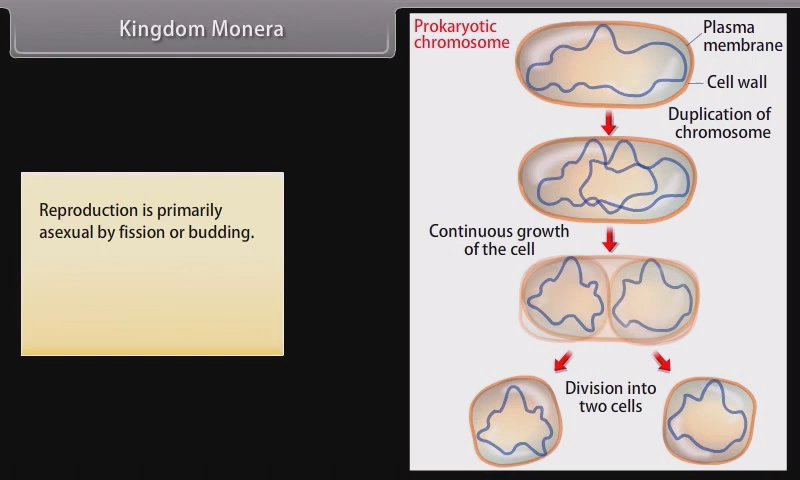 Kingdom Monera
Reproduction is primarily
asexual by fission or budding.
Prokaryotic
chromosome
Plasma
membrane
Cell wall
Duplication of
chromosome
Continuous growth
of the cell
Division into
two cells